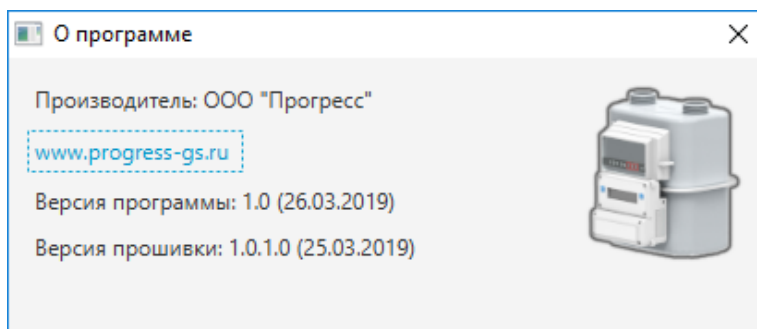 О программе
Производитель: ООО "Прогресс"
www.progress-gs.ru
Версия программы: 1.0 (26.03.2019)
Версия прошивки: 1.0.1.0 (25.03.2019)